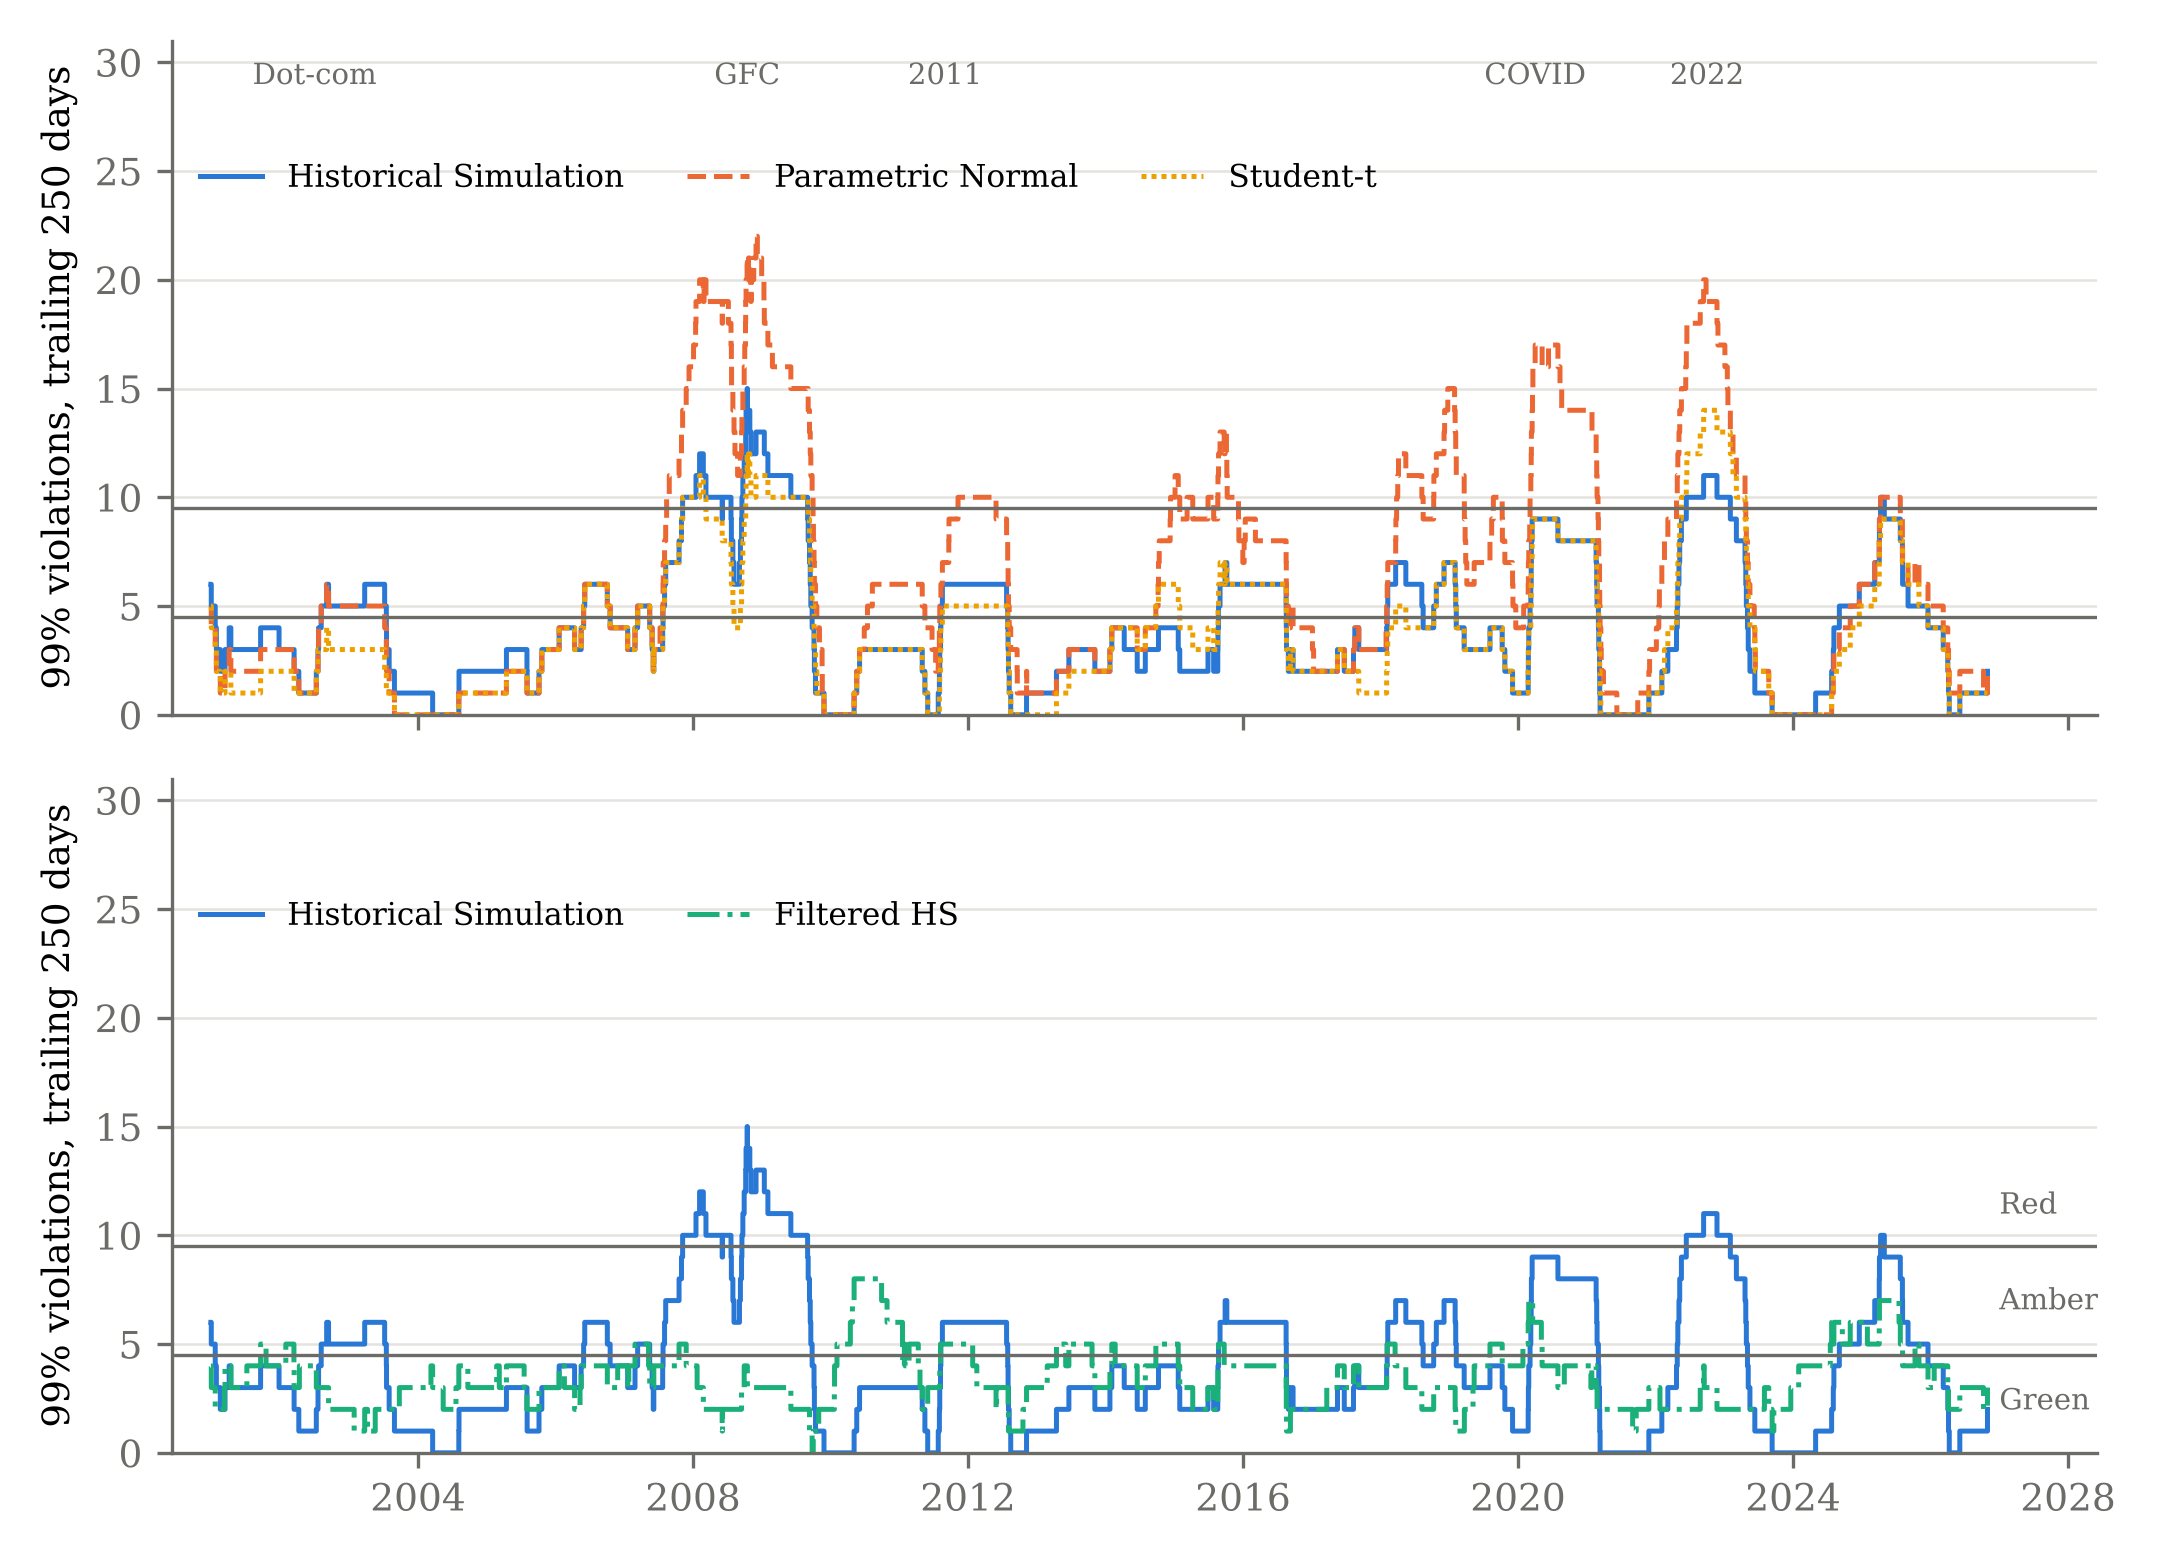 30
Dot-com GFC 2011 COVID 2022
25
Historical Simulation Parametric Normal Student-t
20
15
10
5
0
99% violations, trailing 250 days
30
25
Historical Simulation Filtered HS
20
15
Red
10
Amber
5
Green
0
99% violations, trailing 250 days
2004 2008 2012 2016 2020 2024 2028